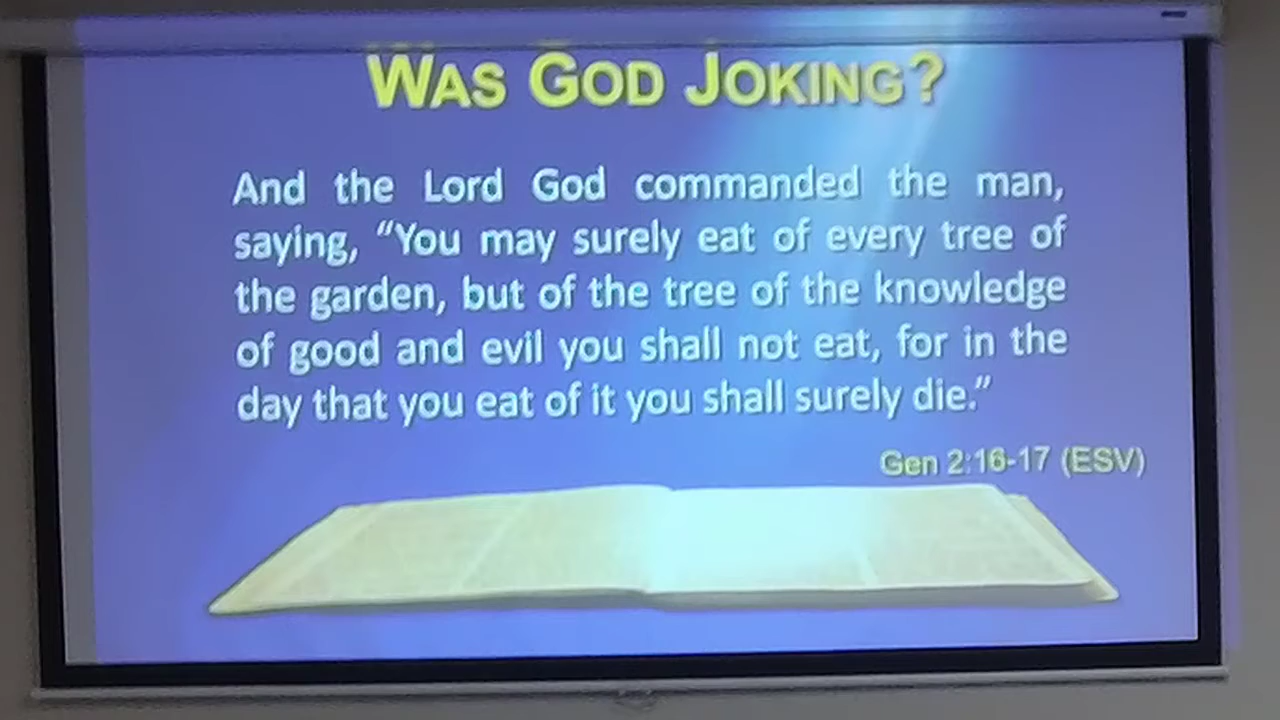 WAS GOD JOKING?
And the Lord God commanded the man,
saying, “You may surely eat of every tree of
the garden, but of the tree of the knowledge
of good and evil you shall not eat, for in the
day that you eat of it you shall surely die.”
Gen 2:16-17 (ESV)